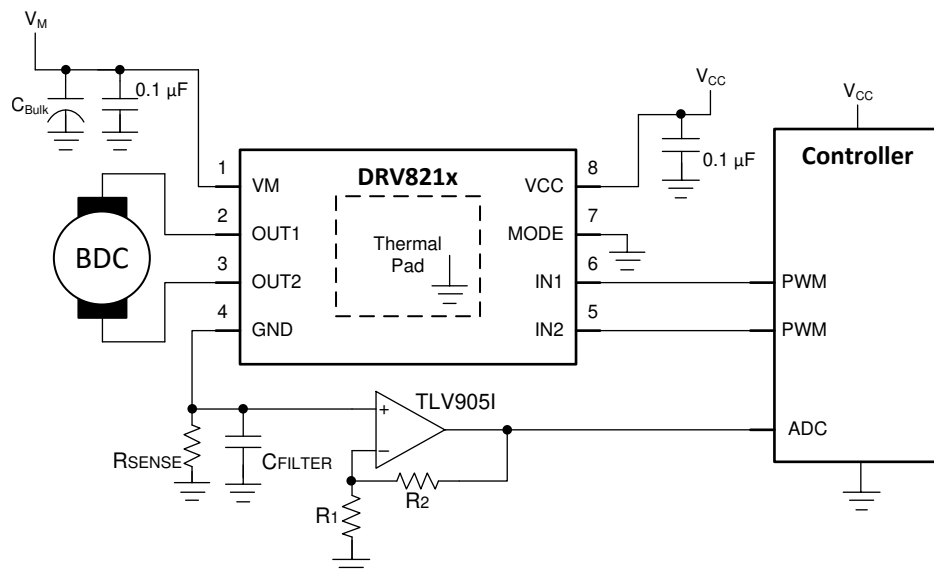 VM
CBulk
0.1 µF
VCC
0.1 µF
VCC
DRV821x
Controller
1
VM
8
VCC
2
OUT1
Thermal
Pad
7
MODE
BDC
3
OUT2
6
IN1
PWM
4
GND
5
IN2
PWM
TLV905I
+
−
ADC
RSENSE
CFILTER
R2
R1